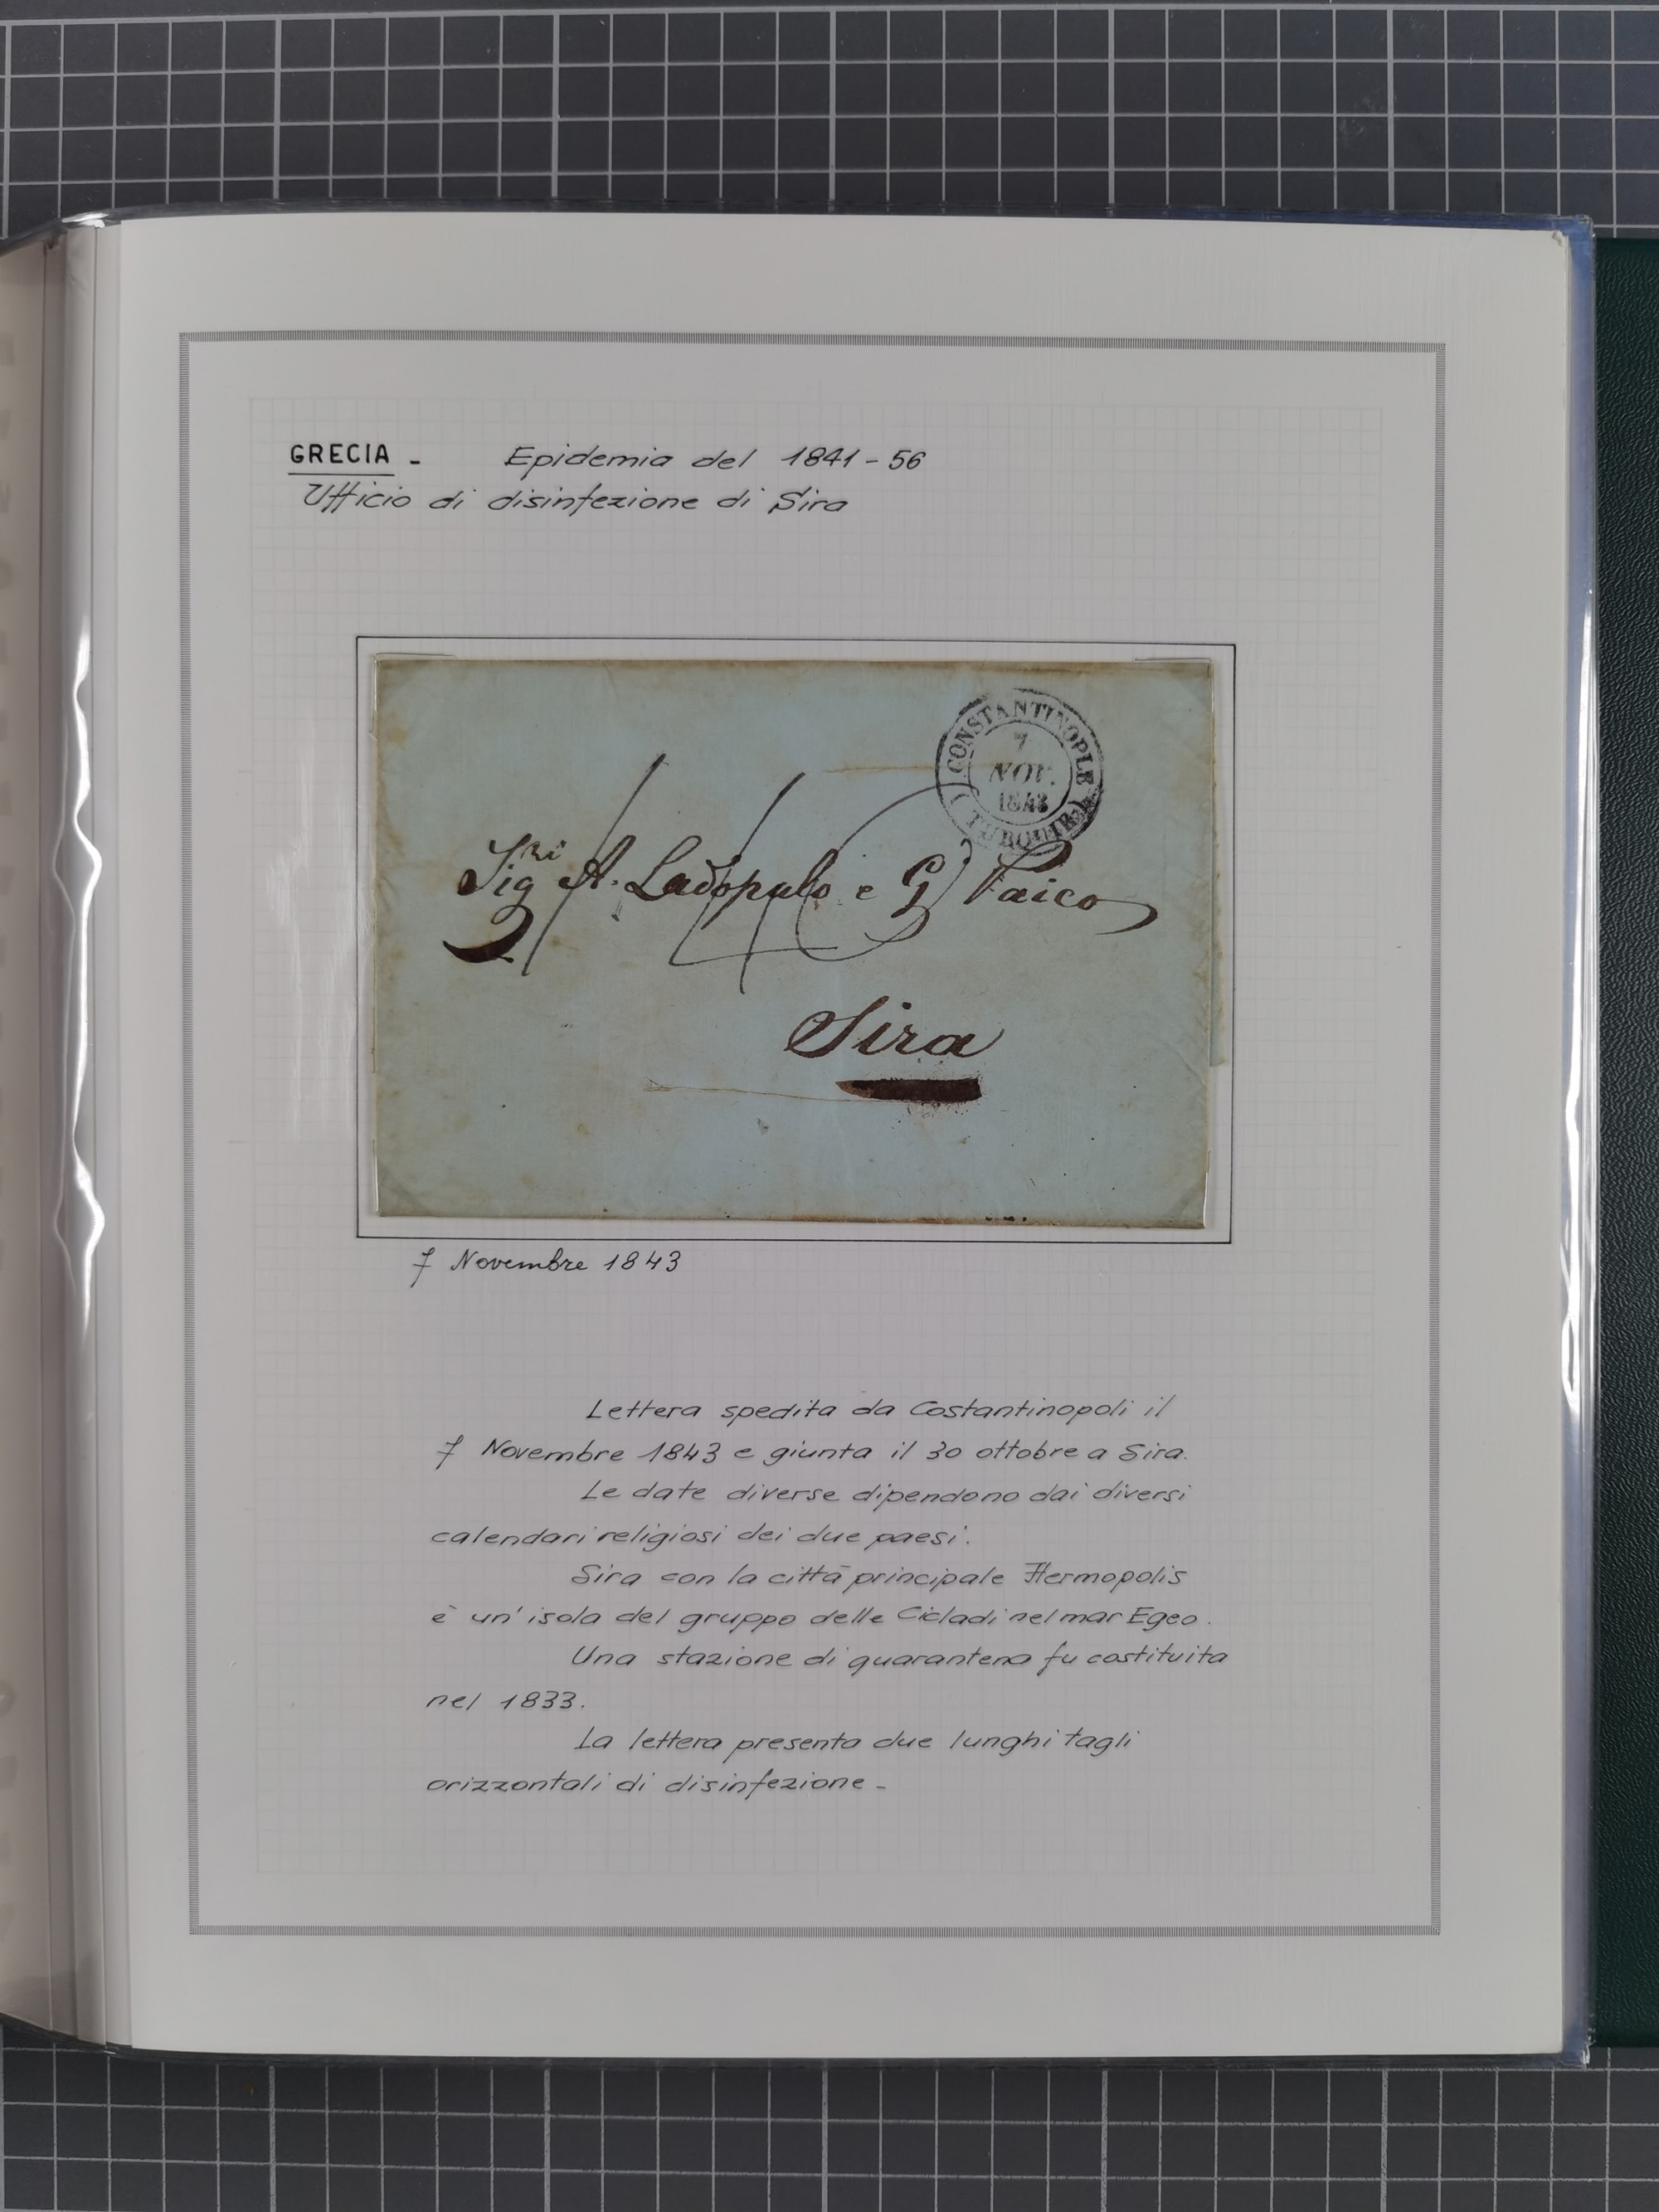 GRECIA - Epidemia del 1841-56
Ufficio di disinfezione di Sira
CONSTANTINOPLE
7
NOV.
1843
TURQUIE
Sig.ri A. Ladopulo e G Paico
Sira
7 Novembre 1843
Lettera spedita da Costantinopoli il
7 Novembre 1843 e giunta il 30 ottobre a Sira.
Le date diverse dipendono dai diversi
calendari religiosi dei due paesi.
Sira con la città principale Hermopolis
è un'isola del gruppo delle Cicladi nel mar Egeo.
Una stazione di quarantena fu costituita
nel 1833.
La lettera presenta due lunghi tagli
orizzontali di disinfezione -